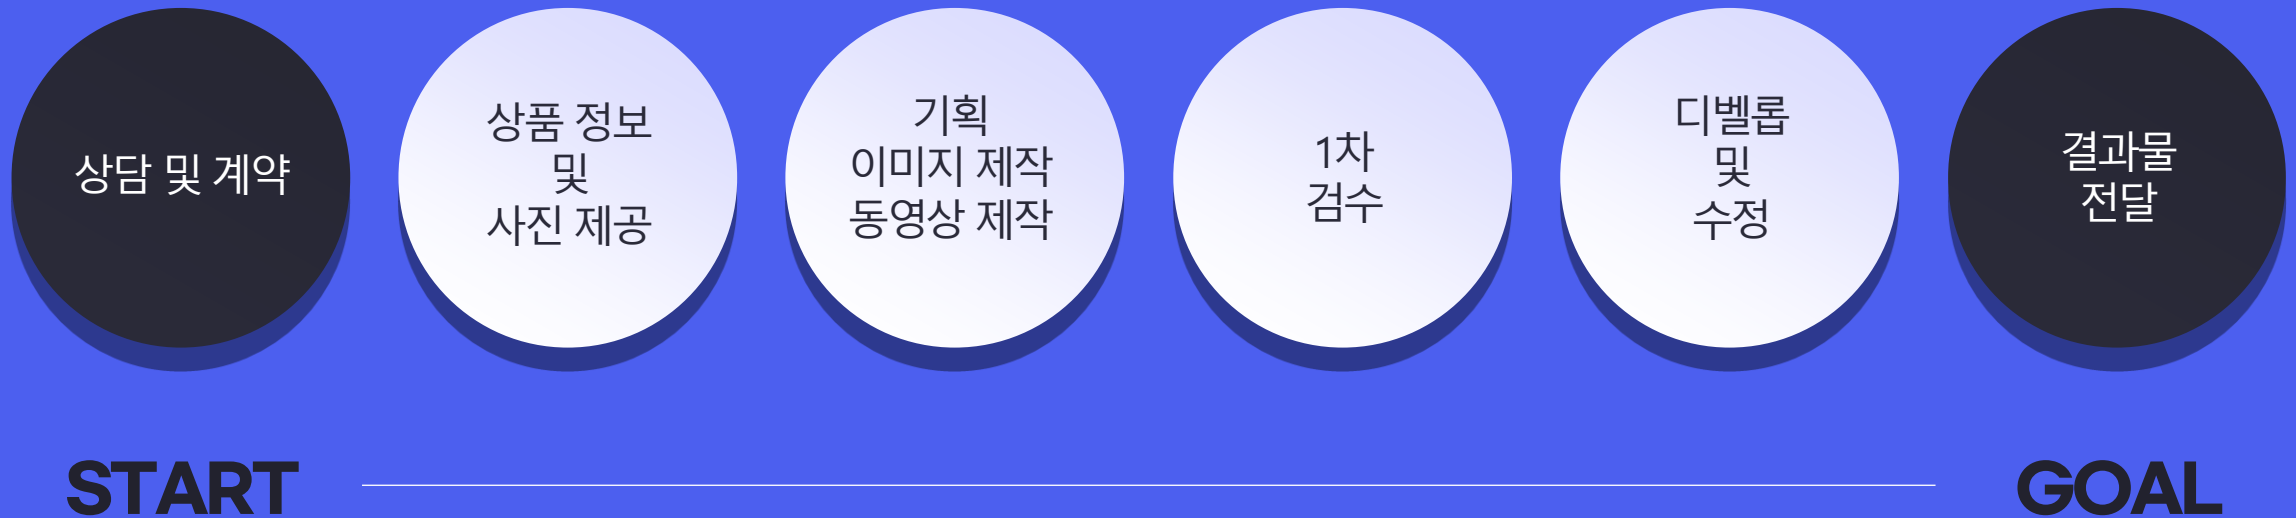 상담 및 계약
상품 정보
및
사진 제공
기획
이미지 제작
동영상 제작
1차
검수
디벨롭
및
수정
결과물
전달
START
GOAL